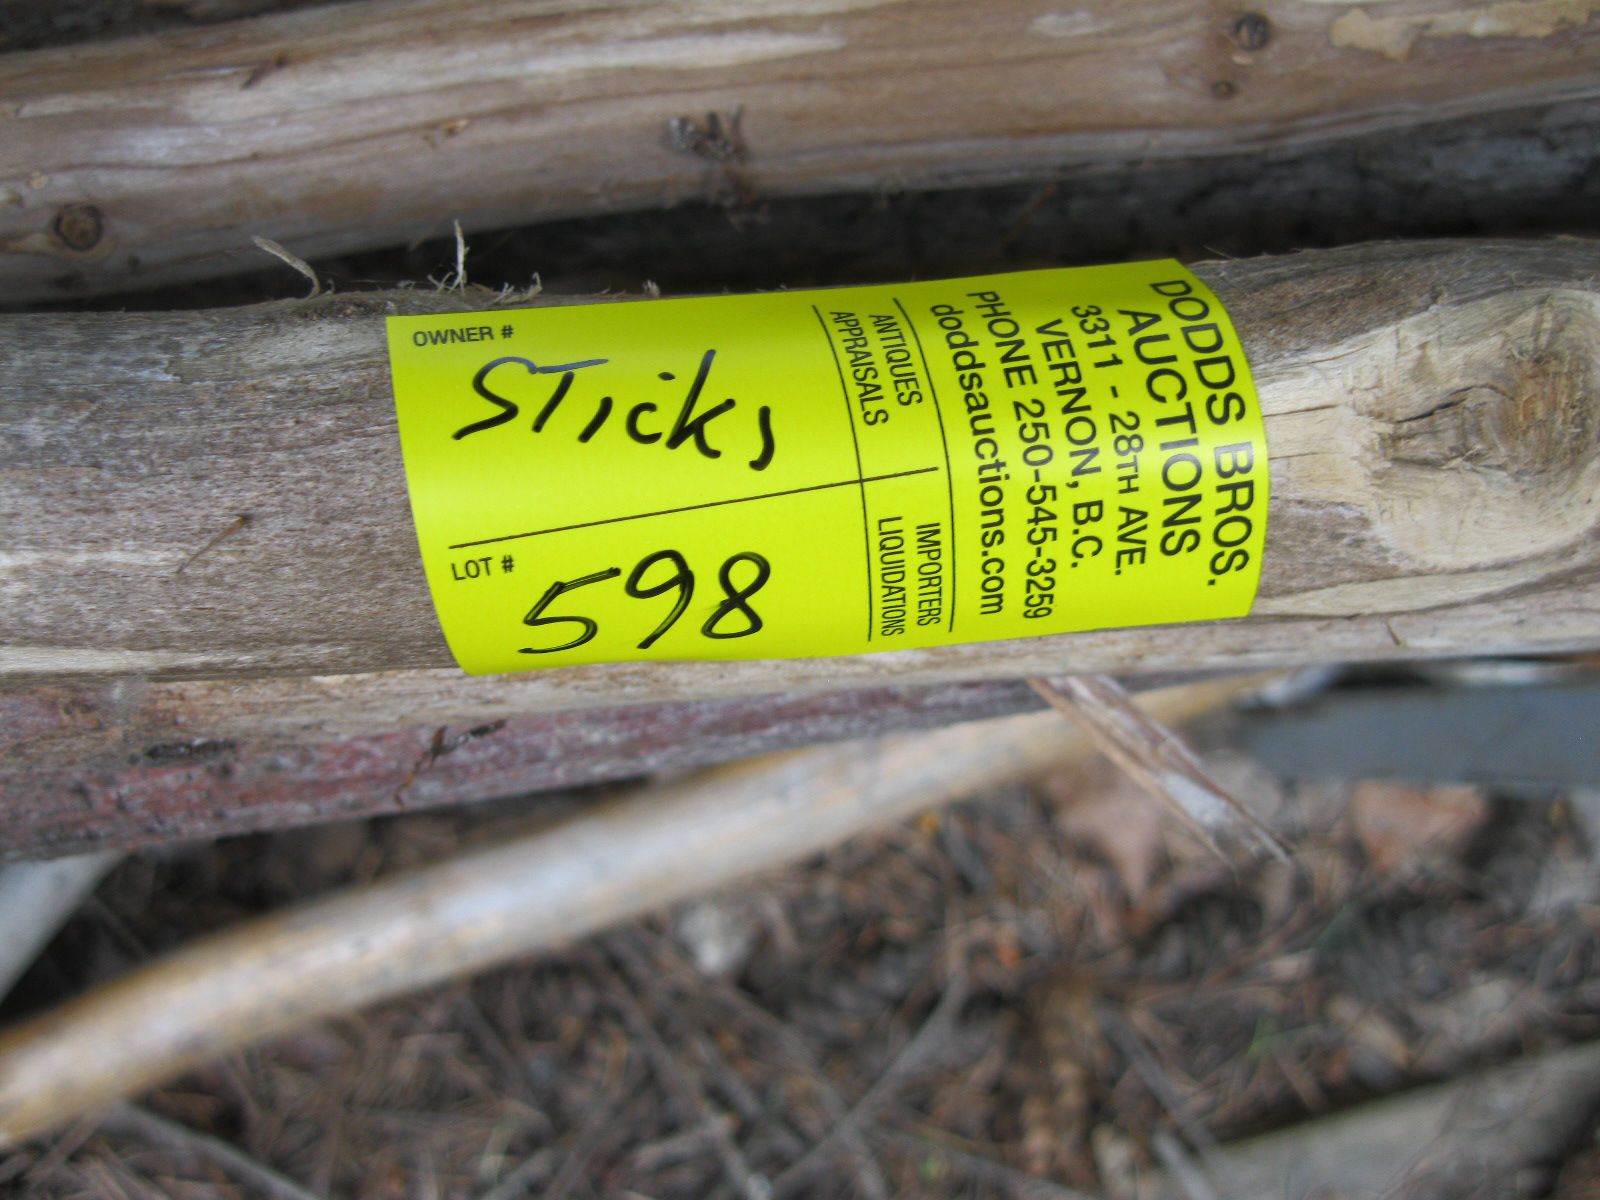 OWNER #
Sticks
LOT #
598
ANTIQUES
APPRAISALS
IMPORTERS
LIQUIDATIONS
DODDS BROS.
AUCTIONS
3311 - 28TH AVE.
VERNON, B.C.
PHONE 250-545-3259
doddsauctions.com